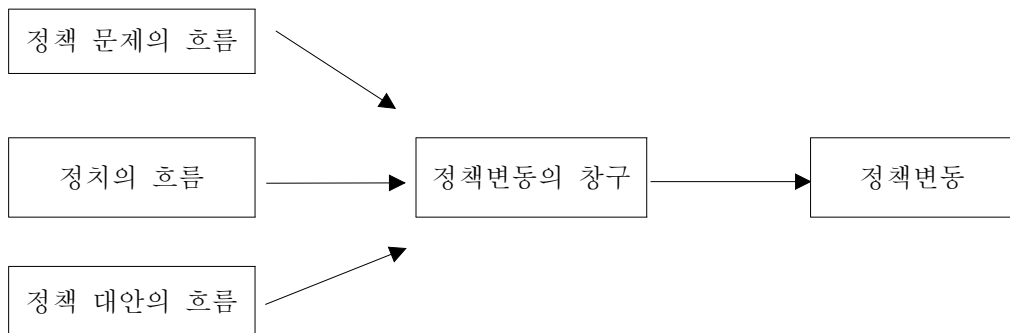 정책 문제의 흐름
정치의 흐름
정책변동의 창구
정책변동
정책 대안의 흐름